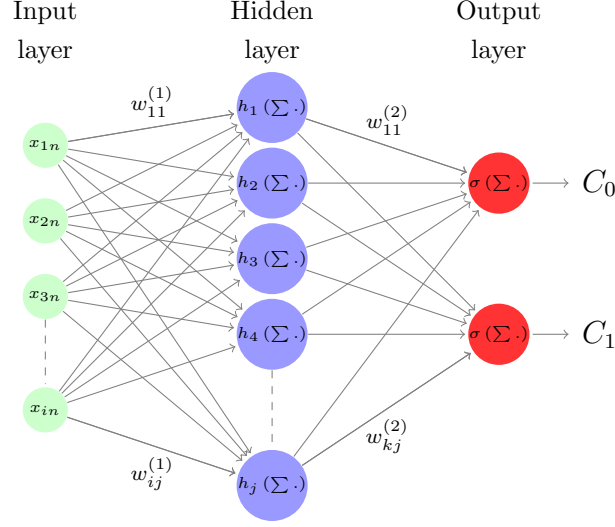 Input layer
Hidden layer
Output layer
w_{11}^{(1)}
w_{11}^{(2)}
x_{1n}
x_{2n}
x_{3n}
x_{in}
h_1 (∑ .)
h_2 (∑ .)
h_3 (∑ .)
h_4 (∑ .)
h_j (∑ .)
σ (∑ .)
C_0
σ (∑ .)
C_1
w_{ij}^{(1)}
w_{kj}^{(2)}